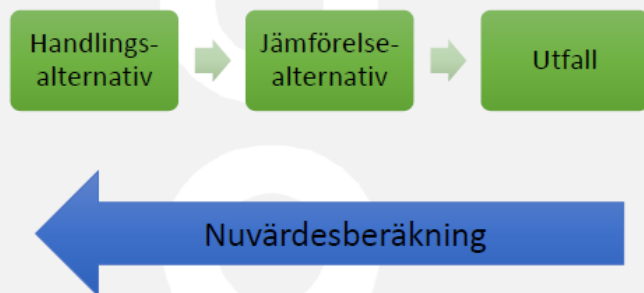 Handlings-
alternativ
Jämförelse-
alternativ
Utfall
Nuvärdesberäkning